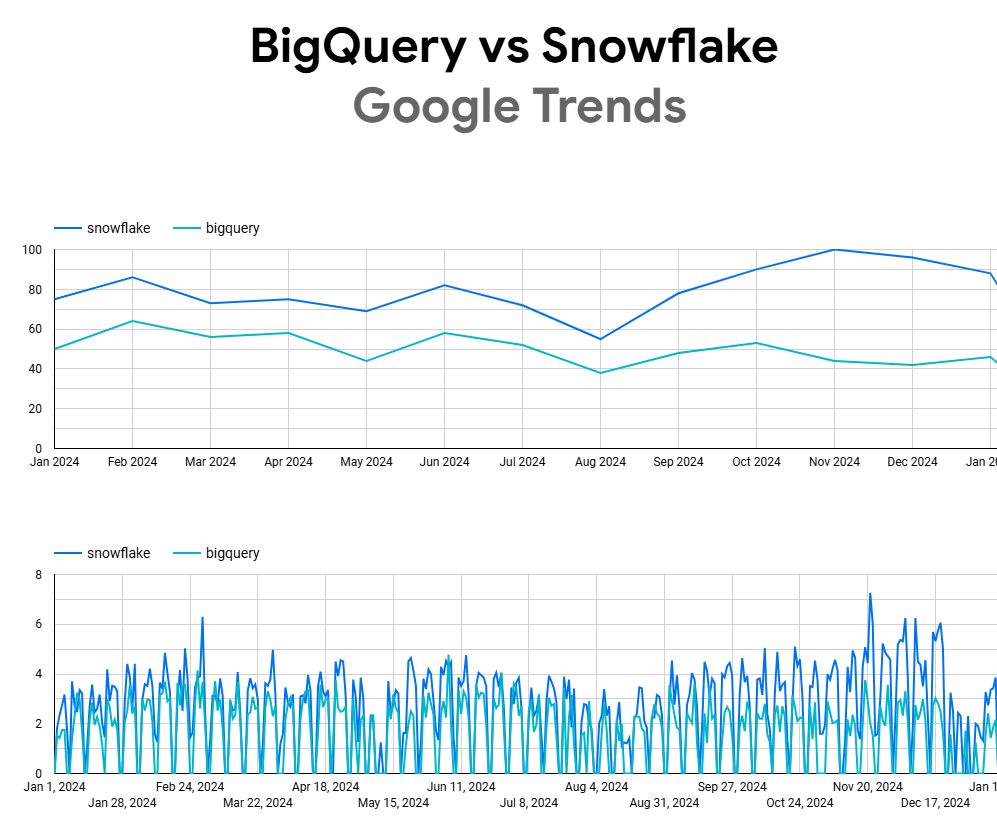 BigQuery vs Snowflake
Google Trends
snowflake bigquery
100
80
60
40
20
0
Jan 2024 Feb 2024 Mar 2024 Apr 2024 May 2024 Jun 2024 Jul 2024 Aug 2024 Sep 2024 Oct 2024 Nov 2024 Dec 2024 Jan 20
snowflake bigquery
8
6
4
2
0
Jan 1, 2024 Feb 24, 2024 Apr 18, 2024 Jun 11, 2024 Aug 4, 2024 Sep 27, 2024 Nov 20, 2024 Jan 1
Jan 28, 2024 Mar 22, 2024 May 15, 2024 Jul 8, 2024 Aug 31, 2024 Oct 24, 2024 Dec 17, 2024